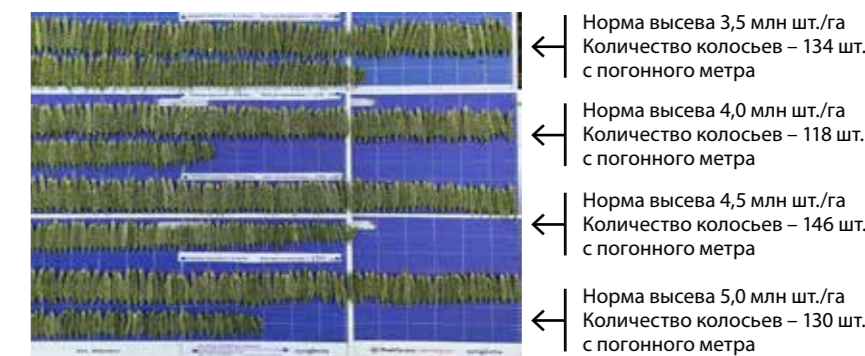 Норма высева 3,5 млн шт./га
Количество колосьев – 134 шт.
с погонного метра
Норма высева 4,0 млн шт./га
Количество колосьев – 118 шт.
с погонного метра
Норма высева 4,5 млн шт./га
Количество колосьев – 146 шт.
с погонного метра
Норма высева 5,0 млн шт./га
Количество колосьев – 130 шт.
с погонного метра